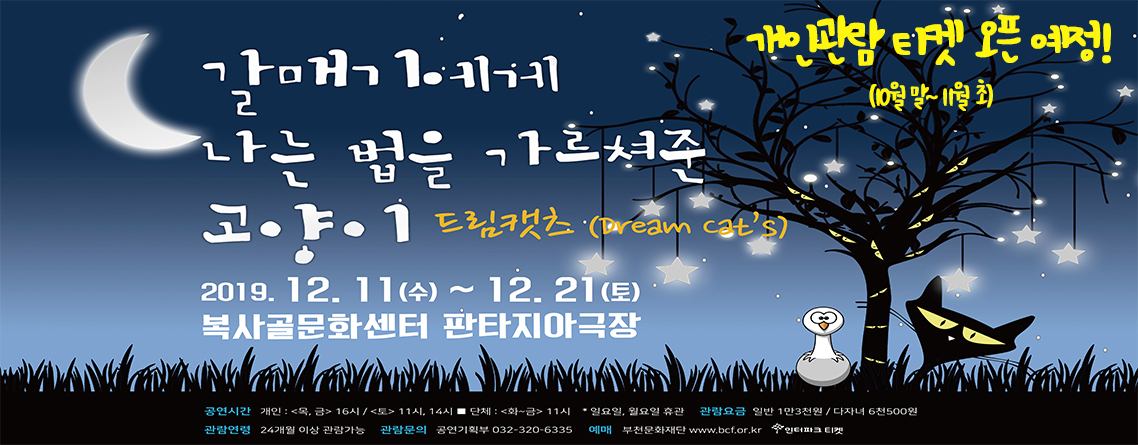 개인관람 티켓 오픈 예정!
(10월 말~ 11월 초)
갈매기에게
나는 법을 가르쳐준
고양이 드림캣츠 (Dream cat's)
2019. 12. 11(수) ~ 12. 21(토)
복사골문화센터 판타지아극장
공연시간 개인 : <목, 금> 16시 / <토> 11시, 14시 ■ 단체 : <화~금> 11시 * 일요일, 월요일 휴관 관람요금 일반 1만3천원 / 다자녀 6천500원
관람연령 24개월 이상 관람가능 관람문의 공연기획부 032-320-6335 예매 부천문화재단 www.bcf.or.kr 인터파크 티켓